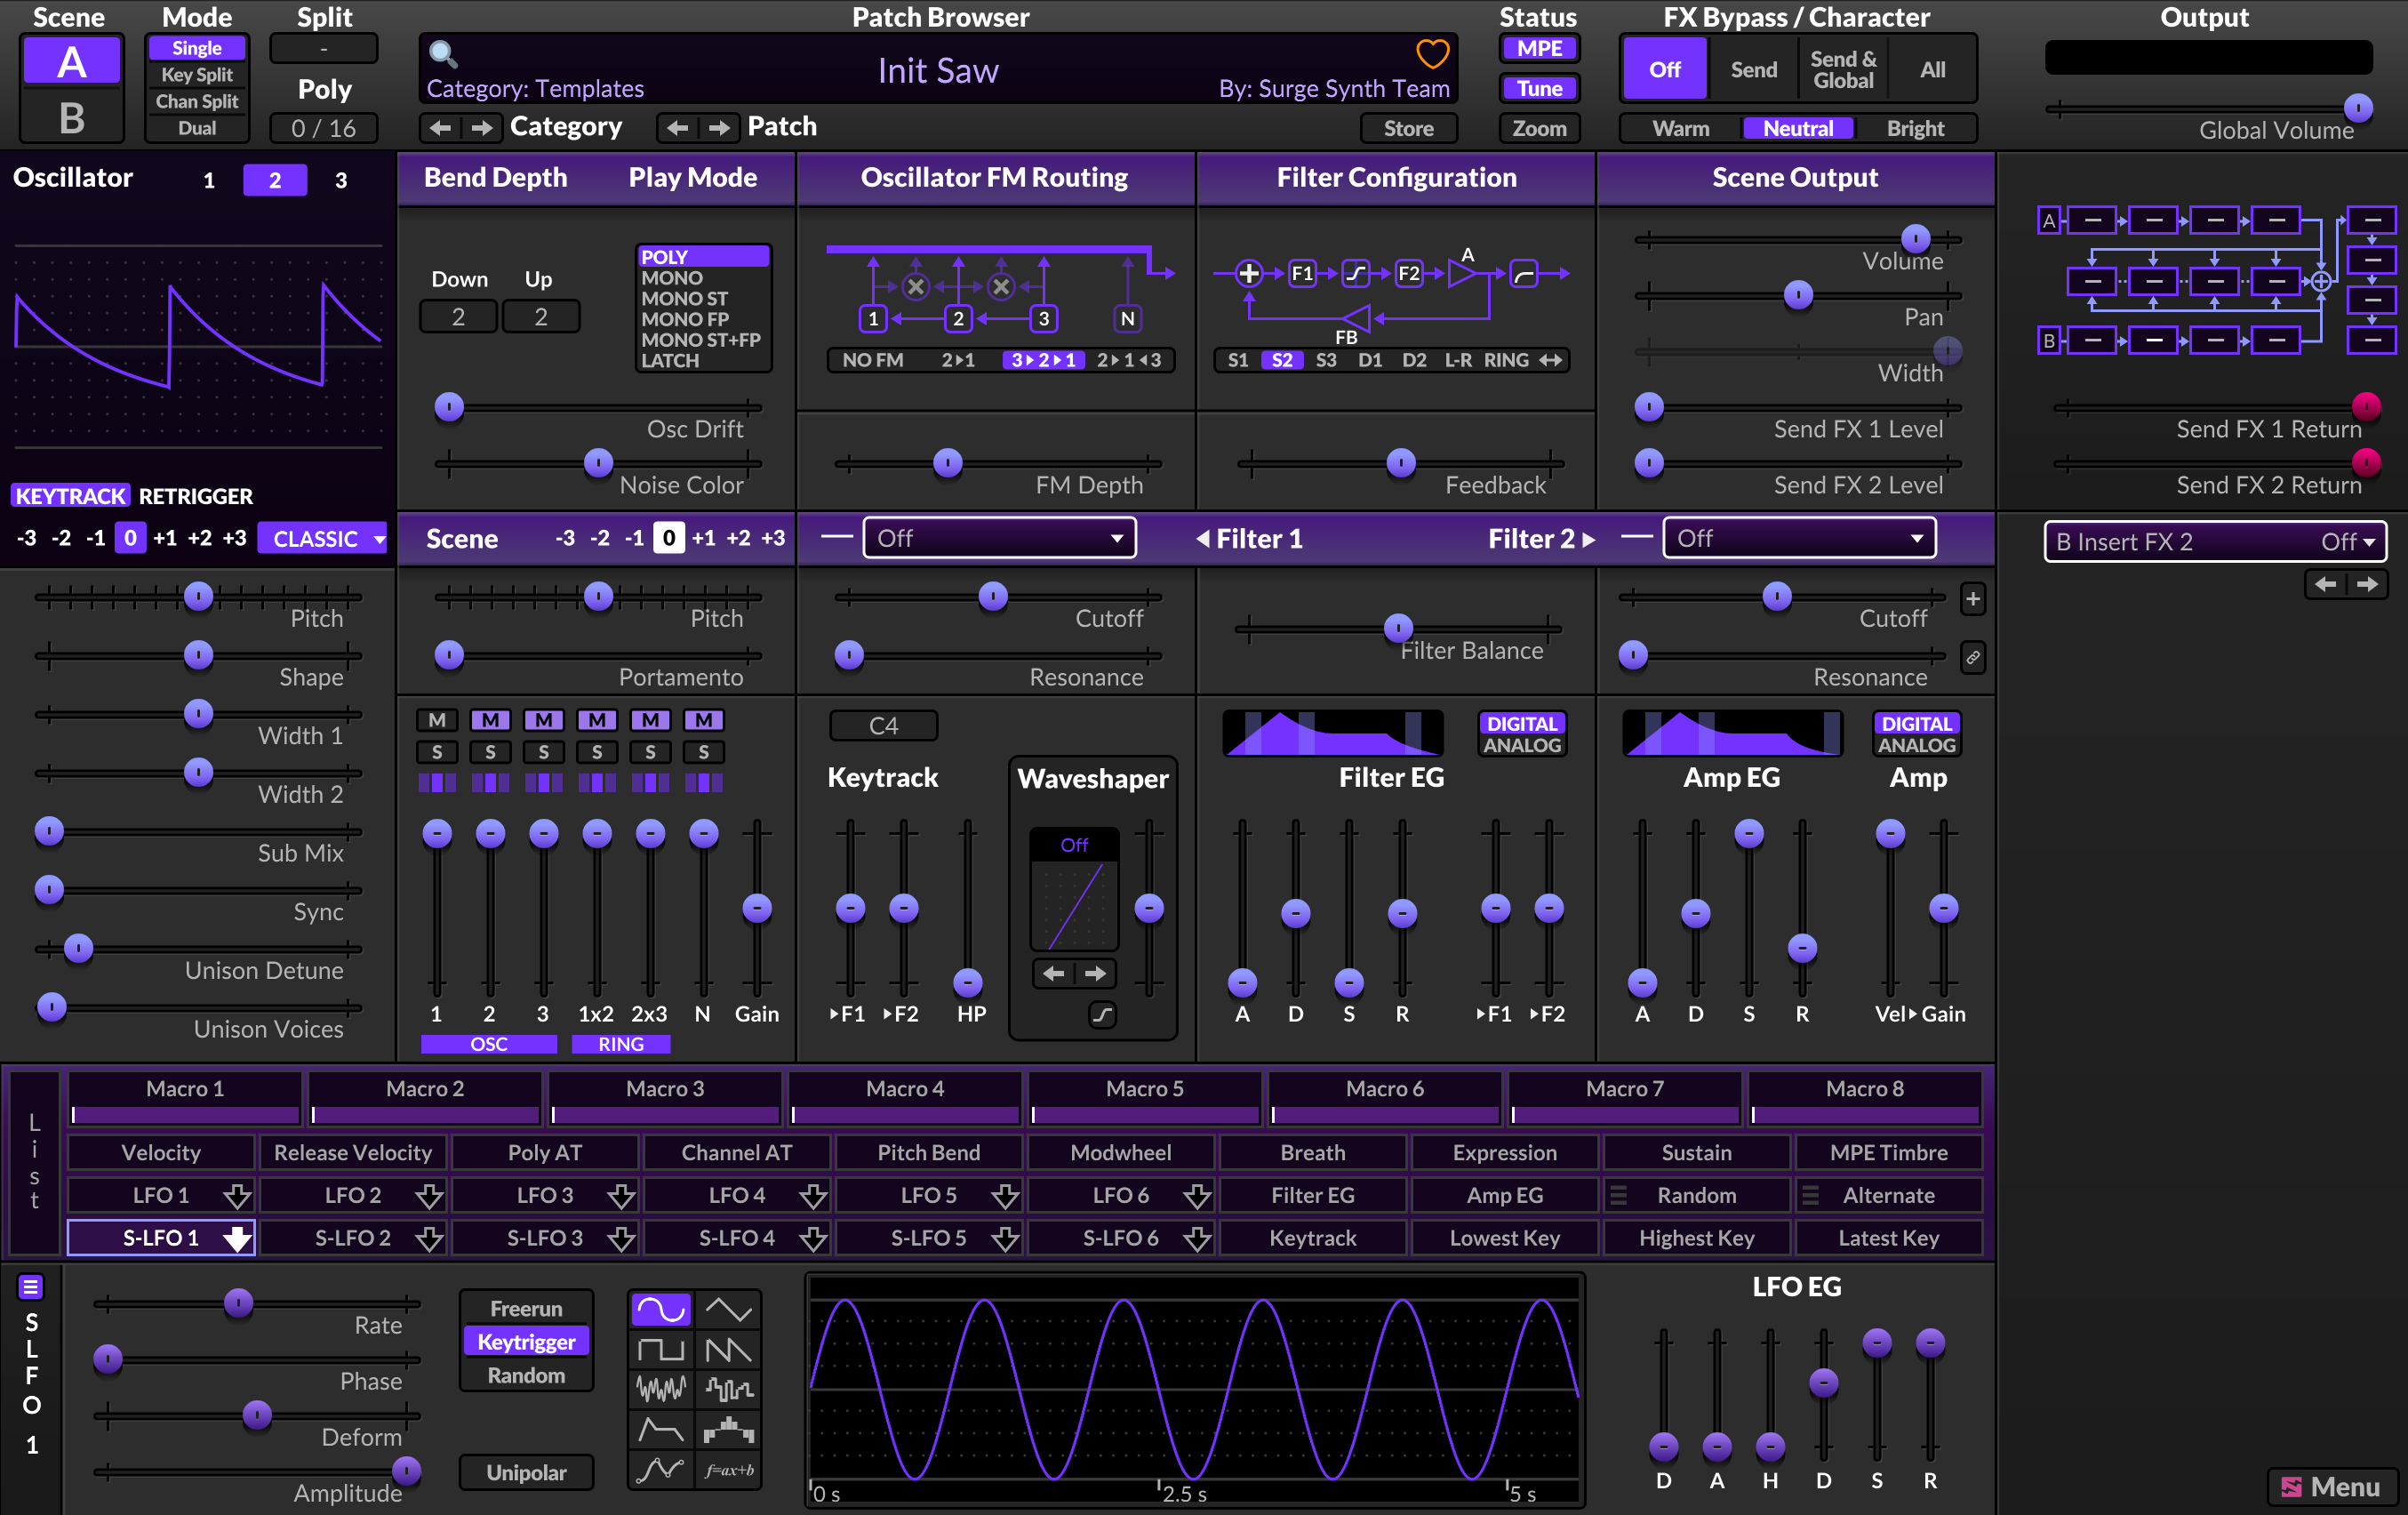 Scene Mode Split Patch Browser Status FX Bypass / Character Output
A Single - MPE Off Send Send & Global All
Key Split Init Saw
B Chan Split Poly Category: Templates By: Surge Synth Team Tune
Dual 0 / 16 Category Patch Store Zoom Warm Neutral Bright Global Volume
Oscillator 1 2 3 Bend Depth Play Mode Oscillator FM Routing Filter Configuration Scene Output
Down Up
2 2
POLY
MONO
MONO ST
MONO FP
MONO ST+FP
LATCH
Osc Drift
Noise Color
1 2 3 N
NO FM 2▸1 3▸2▸1 2▸1◂3
FM Depth
F1 F2 A
FB
S1 S2 S3 D1 D2 L-R RING
Feedback
Volume
Pan
Width
Send FX 1 Level
Send FX 2 Level
A
B
Send FX 1 Return
Send FX 2 Return
KEYTRACK RETRIGGER
-3 -2 -1 0 +1 +2 +3 CLASSIC
Scene -3 -2 -1 0 +1 +2 +3 Off Filter 1 Filter 2 Off
B Insert FX 2 Off
Pitch
Shape
Width 1
Width 2
Sub Mix
Sync
Unison Detune
Unison Voices
Pitch
Portamento
Cutoff
Resonance
Filter Balance
Cutoff
Resonance
M M M M M M
S S S S S S
1 2 3 1x2 2x3 N Gain
OSC RING
C4
Keytrack
▸F1 ▸F2 HP
Waveshaper
Off
DIGITAL
ANALOG
Filter EG
A D S R ▸F1 ▸F2
DIGITAL
ANALOG
Amp EG Amp
A D S R Vel▸Gain
List
Macro 1 Macro 2 Macro 3 Macro 4 Macro 5 Macro 6 Macro 7 Macro 8
Velocity Release Velocity Poly AT Channel AT Pitch Bend Modwheel Breath Expression Sustain MPE Timbre
LFO 1 LFO 2 LFO 3 LFO 4 LFO 5 LFO 6 Filter EG Amp EG Random Alternate
S-LFO 1 S-LFO 2 S-LFO 3 S-LFO 4 S-LFO 5 S-LFO 6 Keytrack Lowest Key Highest Key Latest Key
SLFO 1
Rate
Phase
Deform
Amplitude
Freerun
Keytrigger
Random
Unipolar
f=ax+b
0 s 2.5 s 5 s
LFO EG
D A H D S R
Menu